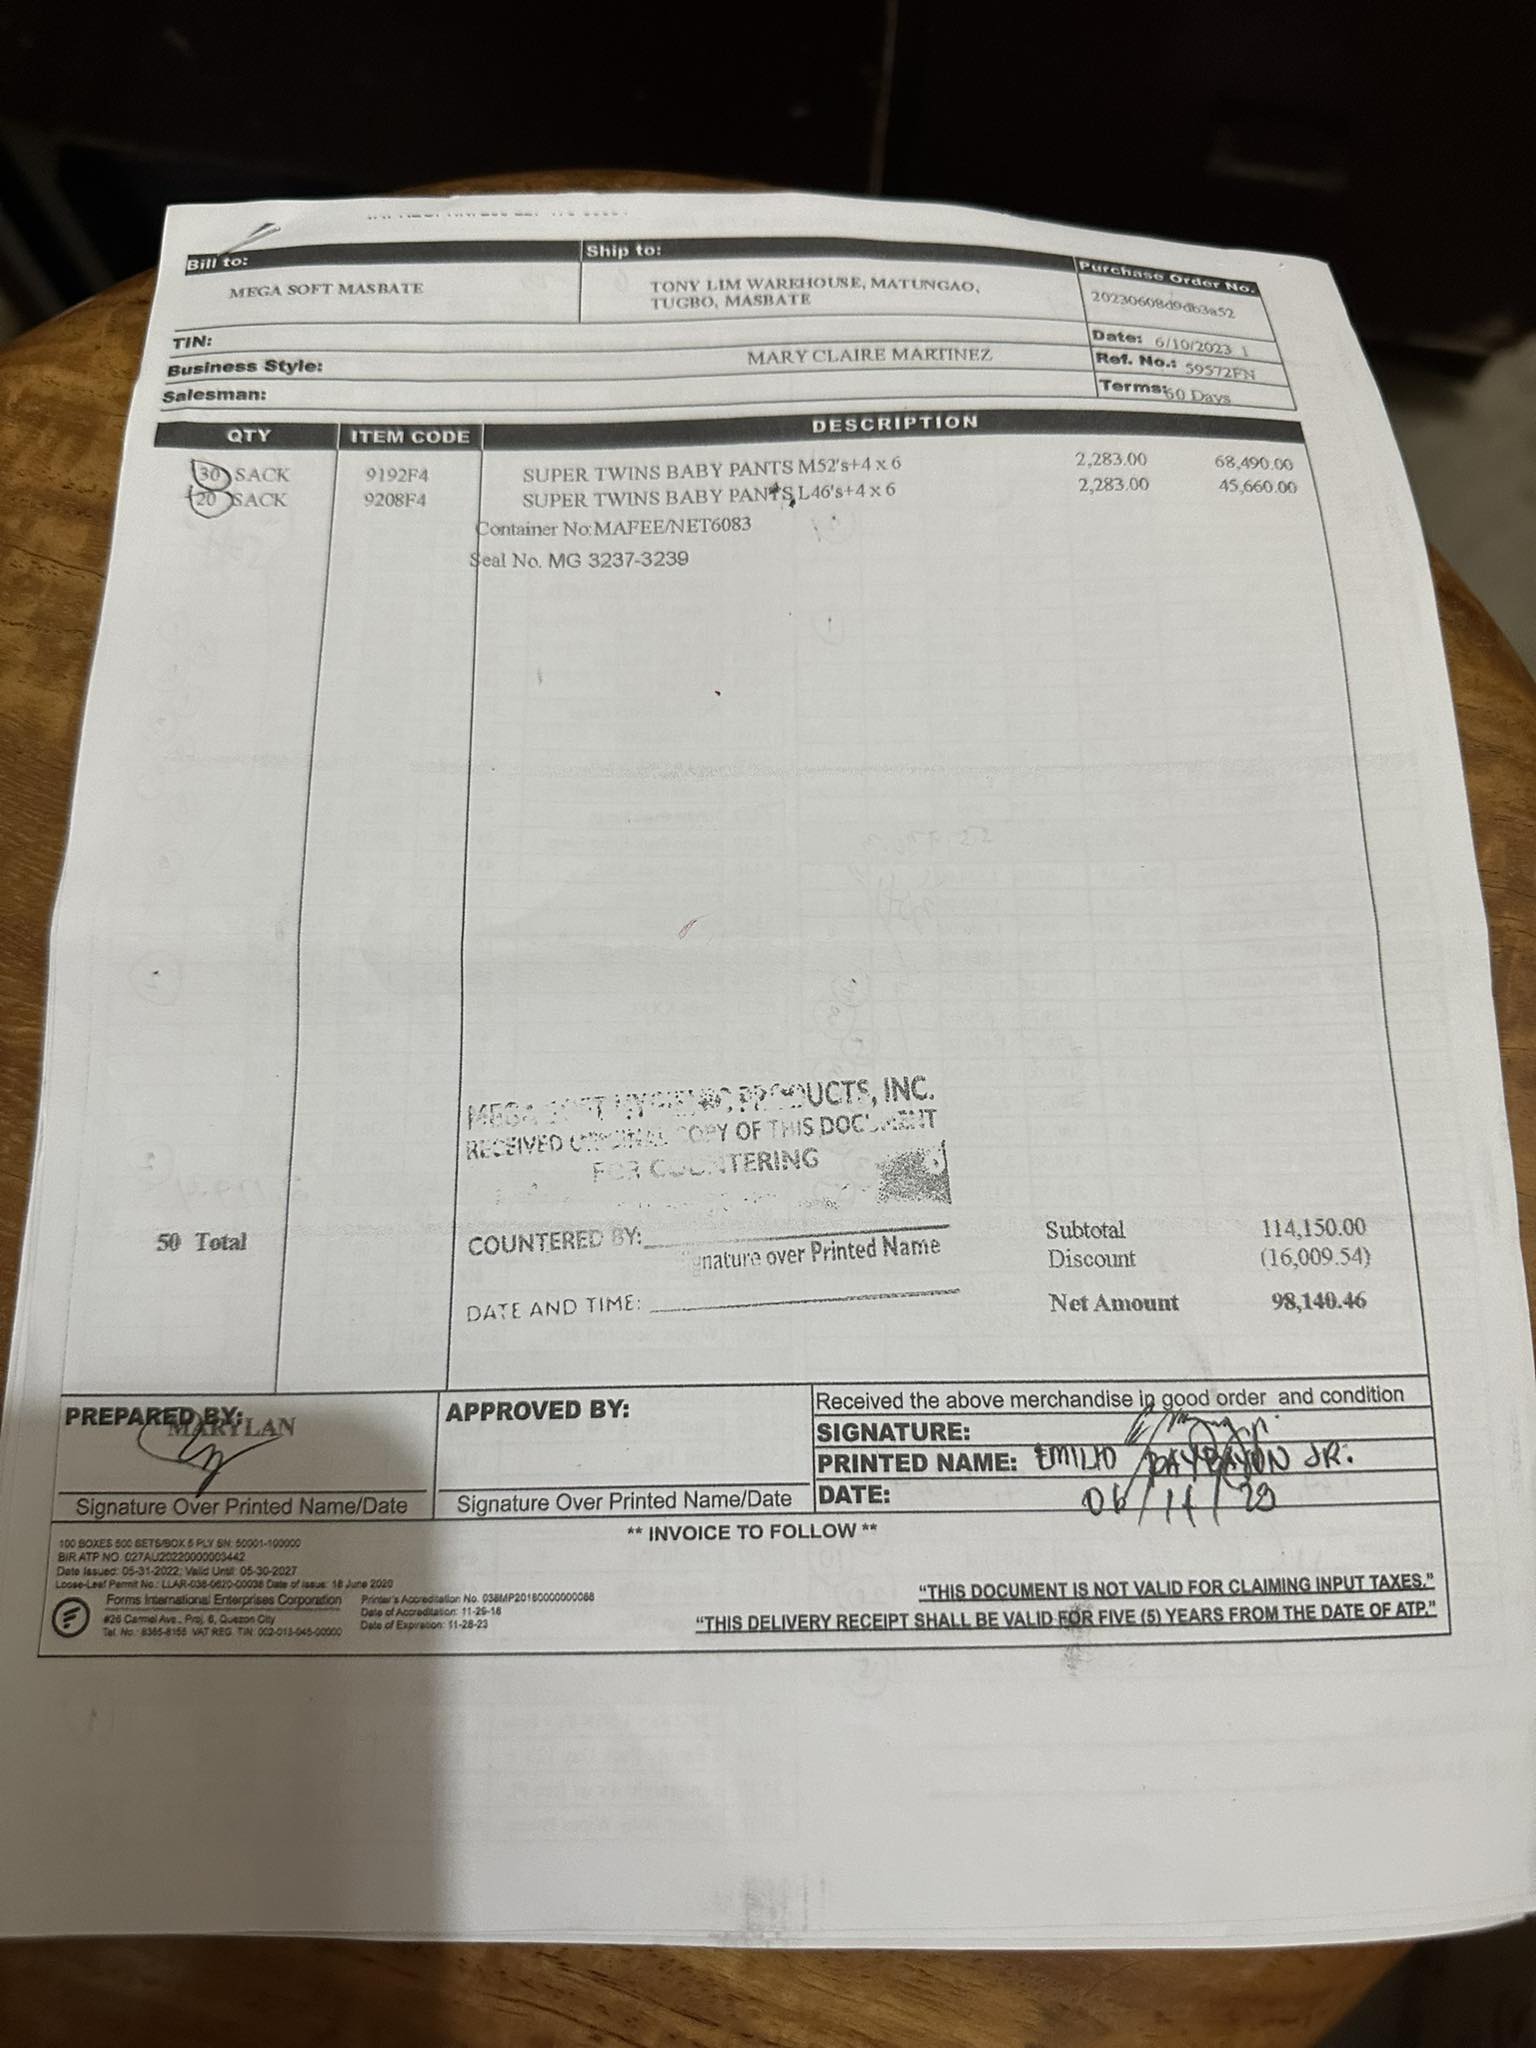 Bill to:
Ship to:
Purchase Order No.
MEGA SOFT MASBATE
TONY LIM WAREHOUSE, MATUNGAO,
TUGBO, MASBATE
20230608d9db3a52
TIN:
Date: 6/10/2023 1
Business Style:
MARY CLAIRE MARTINEZ
Ref. No.: 59572FN
Salesman:
Terms: 60 Days
QTY ITEM CODE DESCRIPTION
30 SACK 9192F4 SUPER TWINS BABY PANTS M52's+4 x 6 2,283.00 68,490.00
20 SACK 9208F4 SUPER TWINS BABY PANTS L46's+4 x 6 2,283.00 45,660.00
Container No:MAFEE/NET6083
Seal No. MG 3237-3239
MEGA SOFT HYGIENIC PRODUCTS, INC.
RECEIVED ORIGINAL COPY OF THIS DOCUMENT
FOR COUNTERING
50 Total
COUNTERED BY:
Signature over Printed Name
DATE AND TIME:
Subtotal 114,150.00
Discount (16,009.54)
Net Amount 98,140.46
PREPARED BY:
MARYLAN
Signature Over Printed Name/Date
APPROVED BY:
Signature Over Printed Name/Date
Received the above merchandise in good order and condition
SIGNATURE:
PRINTED NAME: EMILIO BAYBAYON JR.
DATE: 06/11/23
** INVOICE TO FOLLOW **
100 BOXES 500 SETS/BOX 5 PLY SN: 50001-100000
BIR ATP NO. 027AU20220000003442
Date Issued: 05-31-2022; Valid Until: 05-30-2027
Loose-Leaf Permit No.: LLAR-038-0620-00038 Date of Issue: 18 June 2020
Forms International Enterprises Corporation
#26 Carmel Ave., Proj. 6, Quezon City
Tel. No.: 8365-8155 VAT REG. TIN: 002-013-045-00000
Printer's Accreditation No. 038MP20180000000068
Date of Accreditation: 11-29-18
Date of Expiration: 11-28-23
"THIS DOCUMENT IS NOT VALID FOR CLAIMING INPUT TAXES."
"THIS DELIVERY RECEIPT SHALL BE VALID FOR FIVE (5) YEARS FROM THE DATE OF ATP."